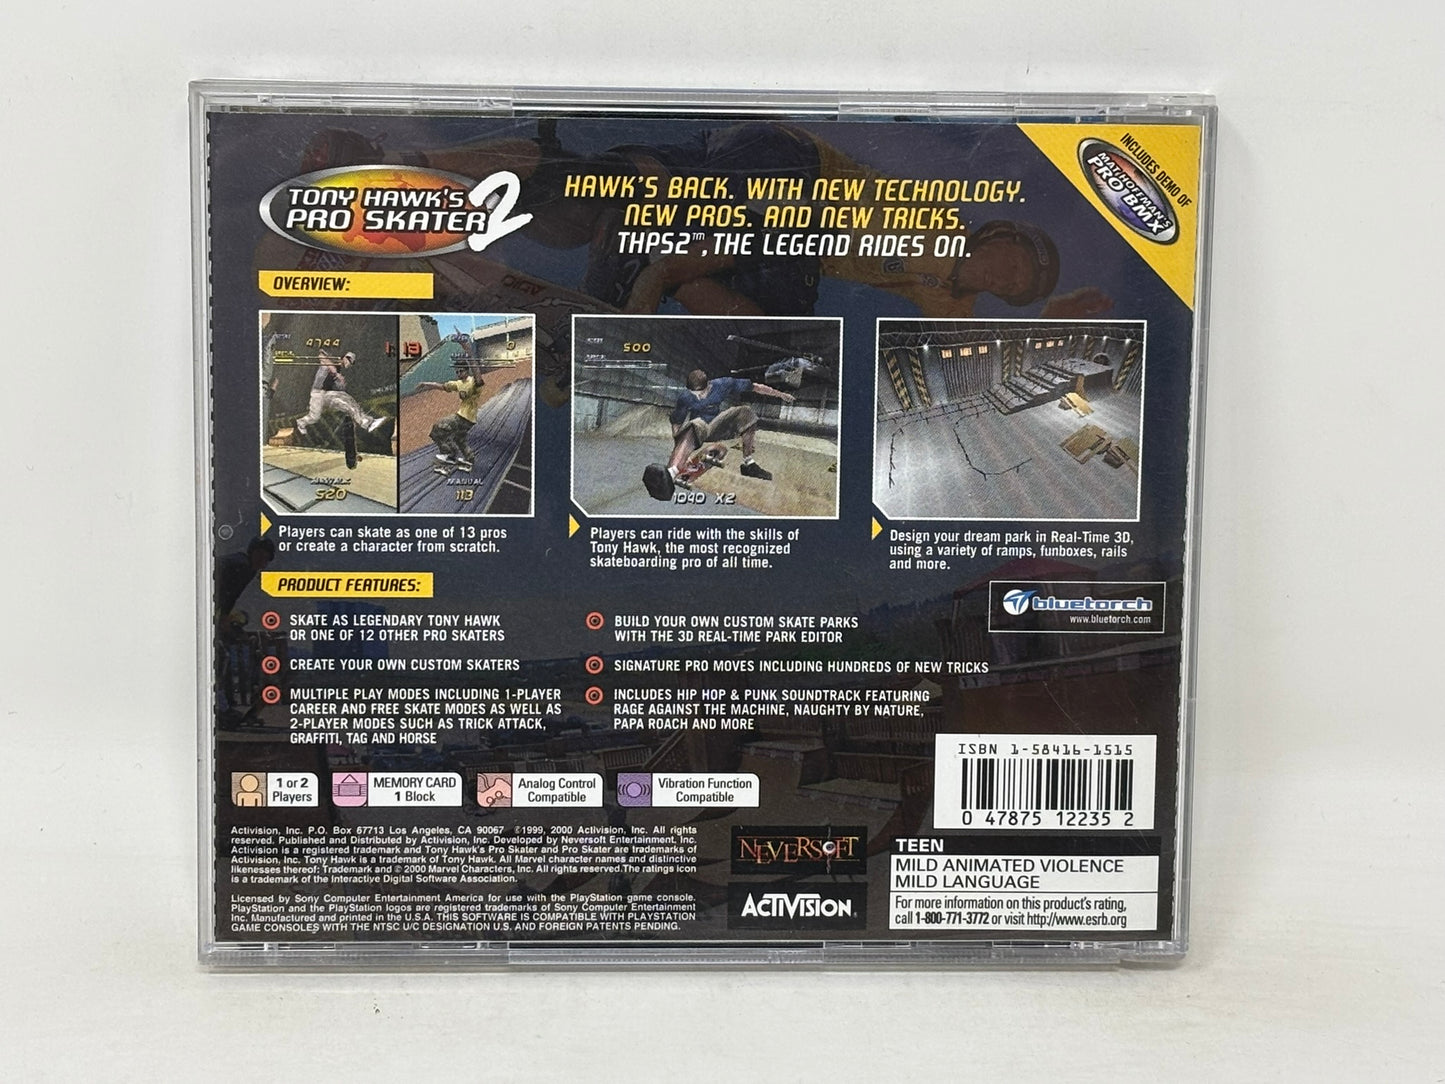 TONY HAWK'S
PRO SKATER 2
HAWK'S BACK. WITH NEW TECHNOLOGY.
NEW PROS. AND NEW TRICKS.
THPS2™, THE LEGEND RIDES ON.
INCLUDES DEMO OF
MAT HOFFMAN'S
PRO BMX
OVERVIEW:
4744
13
0
520
MANUAL
113
500
1040 X2
Players can skate as one of 13 pros
or create a character from scratch.
Players can ride with the skills of
Tony Hawk, the most recognized
skateboarding pro of all time.
Design your dream park in Real-Time 3D,
using a variety of ramps, funboxes, rails
and more.
bluetorch
www.bluetorch.com
PRODUCT FEATURES:
SKATE AS LEGENDARY TONY HAWK
OR ONE OF 12 OTHER PRO SKATERS
CREATE YOUR OWN CUSTOM SKATERS
MULTIPLE PLAY MODES INCLUDING 1-PLAYER
CAREER AND FREE SKATE MODES AS WELL AS
2-PLAYER MODES SUCH AS TRICK ATTACK,
GRAFFITI, TAG AND HORSE
BUILD YOUR OWN CUSTOM SKATE PARKS
WITH THE 3D REAL-TIME PARK EDITOR
SIGNATURE PRO MOVES INCLUDING HUNDREDS OF NEW TRICKS
INCLUDES HIP HOP & PUNK SOUNDTRACK FEATURING
RAGE AGAINST THE MACHINE, NAUGHTY BY NATURE,
PAPA ROACH AND MORE
1 or 2
Players
MEMORY CARD
1 Block
Analog Control
Compatible
Vibration Function
Compatible
ISBN 1-58416-1515
0 47875 12235 2
Activision, Inc. P.O. Box 67713 Los Angeles, CA 90067 ©1999, 2000 Activision, Inc. All rights
reserved. Published and Distributed by Activision, Inc. Developed by Neversoft Entertainment, Inc.
Activision is a registered trademark and Tony Hawk's Pro Skater and Pro Skater are trademarks of
Activision, Inc. Tony Hawk is a trademark of Tony Hawk. All Marvel character names and distinctive
likenesses thereof: Trademark and © 2000 Marvel Characters, Inc. All rights reserved. The ratings icon
is a trademark of the Interactive Digital Software Association.
Licensed by Sony Computer Entertainment America for use with the PlayStation game console.
PlayStation and the PlayStation logos are registered trademarks of Sony Computer Entertainment
Inc. Manufactured and printed in the U.S.A. THIS SOFTWARE IS COMPATIBLE WITH PLAYSTATION
GAME CONSOLES WITH THE NTSC U/C DESIGNATION U.S. AND FOREIGN PATENTS PENDING.
NEVERSOFT
ACTIVISION.
TEEN
MILD ANIMATED VIOLENCE
MILD LANGUAGE
For more information on this product's rating,
call 1-800-771-3772 or visit http://www.esrb.org